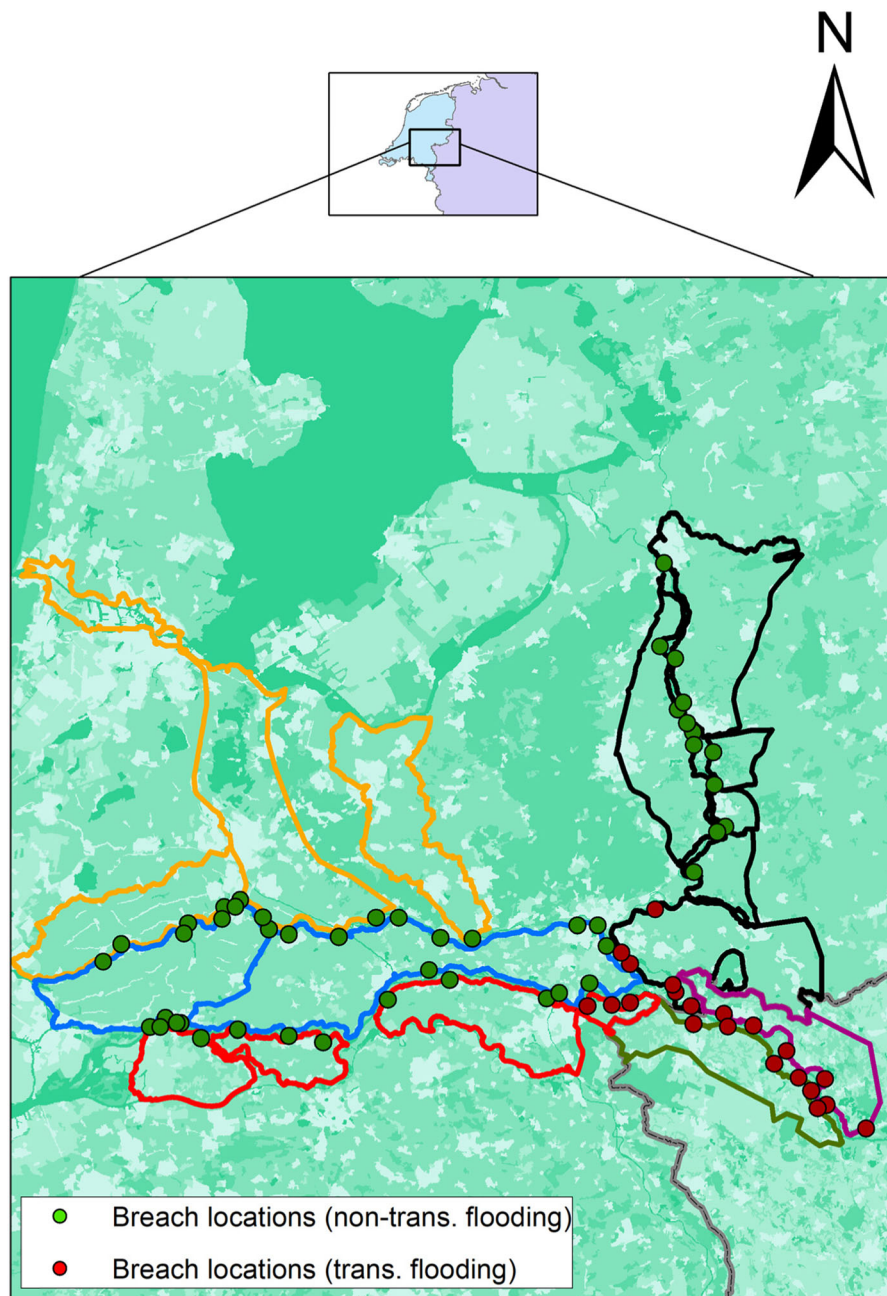 N
Breach locations (non-trans. flooding)
Breach locations (trans. flooding)